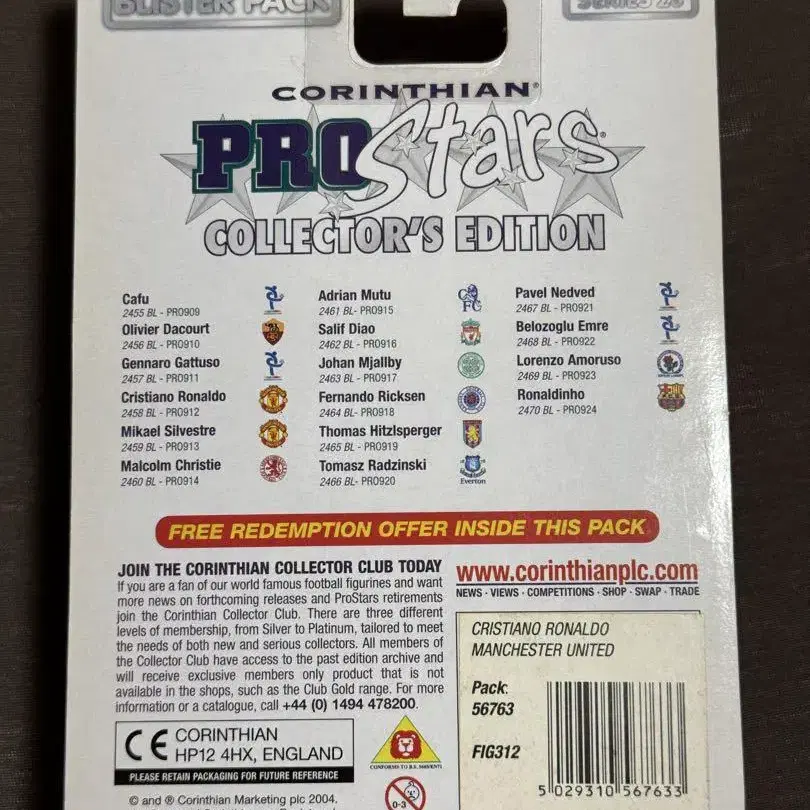 BLISTER PACK
CORINTHIAN®
PROStars®
COLLECTOR'S EDITION
Cafu
2455 BL - PRO909
Olivier Dacourt
2456 BL - PRO910
Gennaro Gattuso
2457 BL - PRO911
Cristiano Ronaldo
2458 BL - PRO912
Mikael Silvestre
2459 BL - PRO913
Malcolm Christie
2460 BL - PRO914
Adrian Mutu
2461 BL- PRO915
Salif Diao
2462 BL - PRO916
Johan Mjallby
2463 BL - PRO917
Fernando Ricksen
2464 BL - PRO918
Thomas Hitzlsperger
2465 BL - PRO919
Tomasz Radzinski
2466 BL - PRO920
Everton
Pavel Nedved
2467 BL - PRO921
Belozoglu Emre
2468 BL - PRO922
Lorenzo Amoruso
2469 BL - PRO923
Ronaldinho
2470 BL - PRO924
FREE REDEMPTION OFFER INSIDE THIS PACK
JOIN THE CORINTHIAN COLLECTOR CLUB TODAY
If you are a fan of our world famous football figurines and want
more news on forthcoming releases and ProStars retirements
join the Corinthian Collector Club. There are three different
levels of membership, from Silver to Platinum, tailored to meet
the needs of both new and serious collectors. All members of
the Collector Club have access to the past edition archive and
will receive exclusive members only product that is not
available in the shops, such as the Club Gold range. For more
information or a catalogue, call +44 (0) 1494 478200.
www.corinthianplc.com
NEWS · VIEWS · COMPETITIONS · SHOP · SWAP · TRADE
CRISTIANO RONALDO
MANCHESTER UNITED
Pack:
56763
FIG312
5 029310 567633
CE CORINTHIAN
HP12 4HX, ENGLAND
PLEASE RETAIN PACKAGING FOR FUTURE REFERENCE
© and ® Corinthian Marketing plc 2004.
0-3